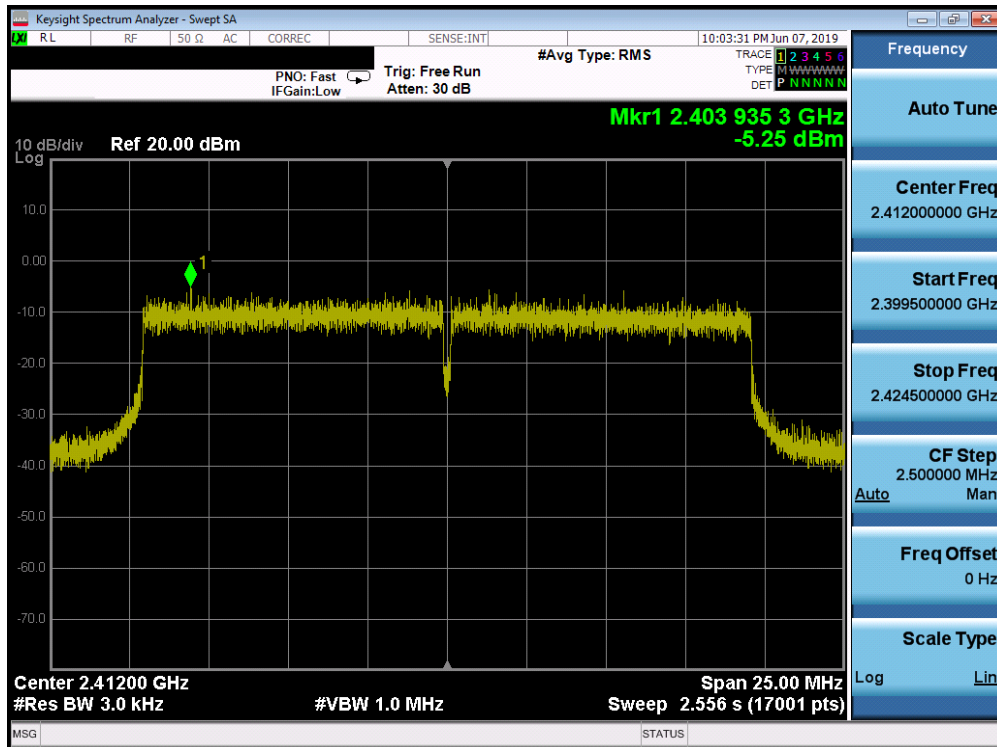 Keysight Spectrum Analyzer - Swept SA
LXI RL RF 50 Ω AC CORREC SENSE:INT 10:03:31 PM Jun 07, 2019
#Avg Type: RMS TRACE 1 2 3 4 5 6
PNO: Fast Trig: Free Run TYPE M WWWWW
IFGain:Low Atten: 30 dB DET P N N N N N
Mkr1 2.403 935 3 GHz
-5.25 dBm
10 dB/div Ref 20.00 dBm
Log
10.0
0.00
1
-10.0
-20.0
-30.0
-40.0
-50.0
-60.0
-70.0
Center 2.41200 GHz Span 25.00 MHz
#Res BW 3.0 kHz #VBW 1.0 MHz Sweep 2.556 s (17001 pts)
MSG STATUS
Frequency
Auto Tune
Center Freq
2.412000000 GHz
Start Freq
2.399500000 GHz
Stop Freq
2.424500000 GHz
CF Step
2.500000 MHz
Auto Man
Freq Offset
0 Hz
Scale Type
Log Lin